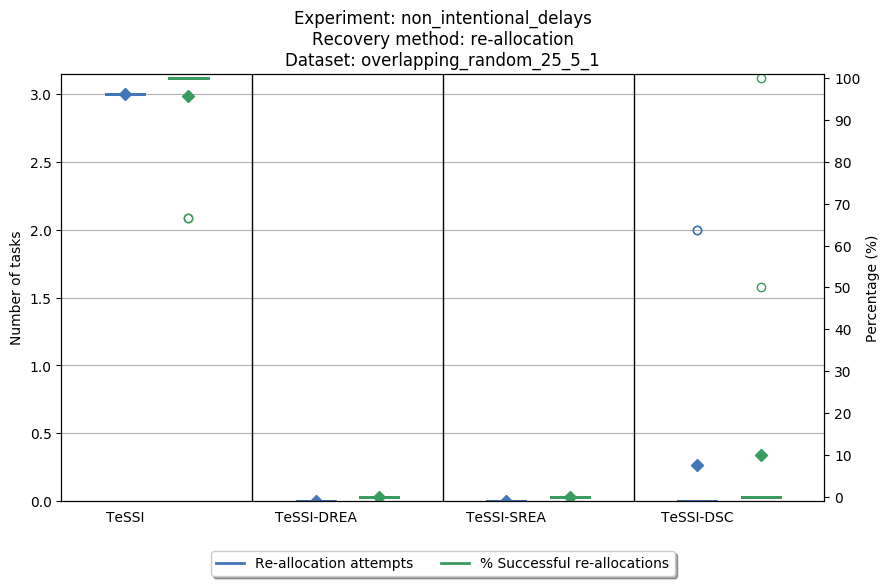 Experiment: non_intentional_delays
Recovery method: re-allocation
Dataset: overlapping_random_25_5_1
Number of tasks
3.0
2.5
2.0
1.5
1.0
0.5
0.0
100
90
80
70
60
50
40
30
20
10
0
Percentage (%)
TeSSI TeSSI-DREA TeSSI-SREA TeSSI-DSC
Re-allocation attempts % Successful re-allocations